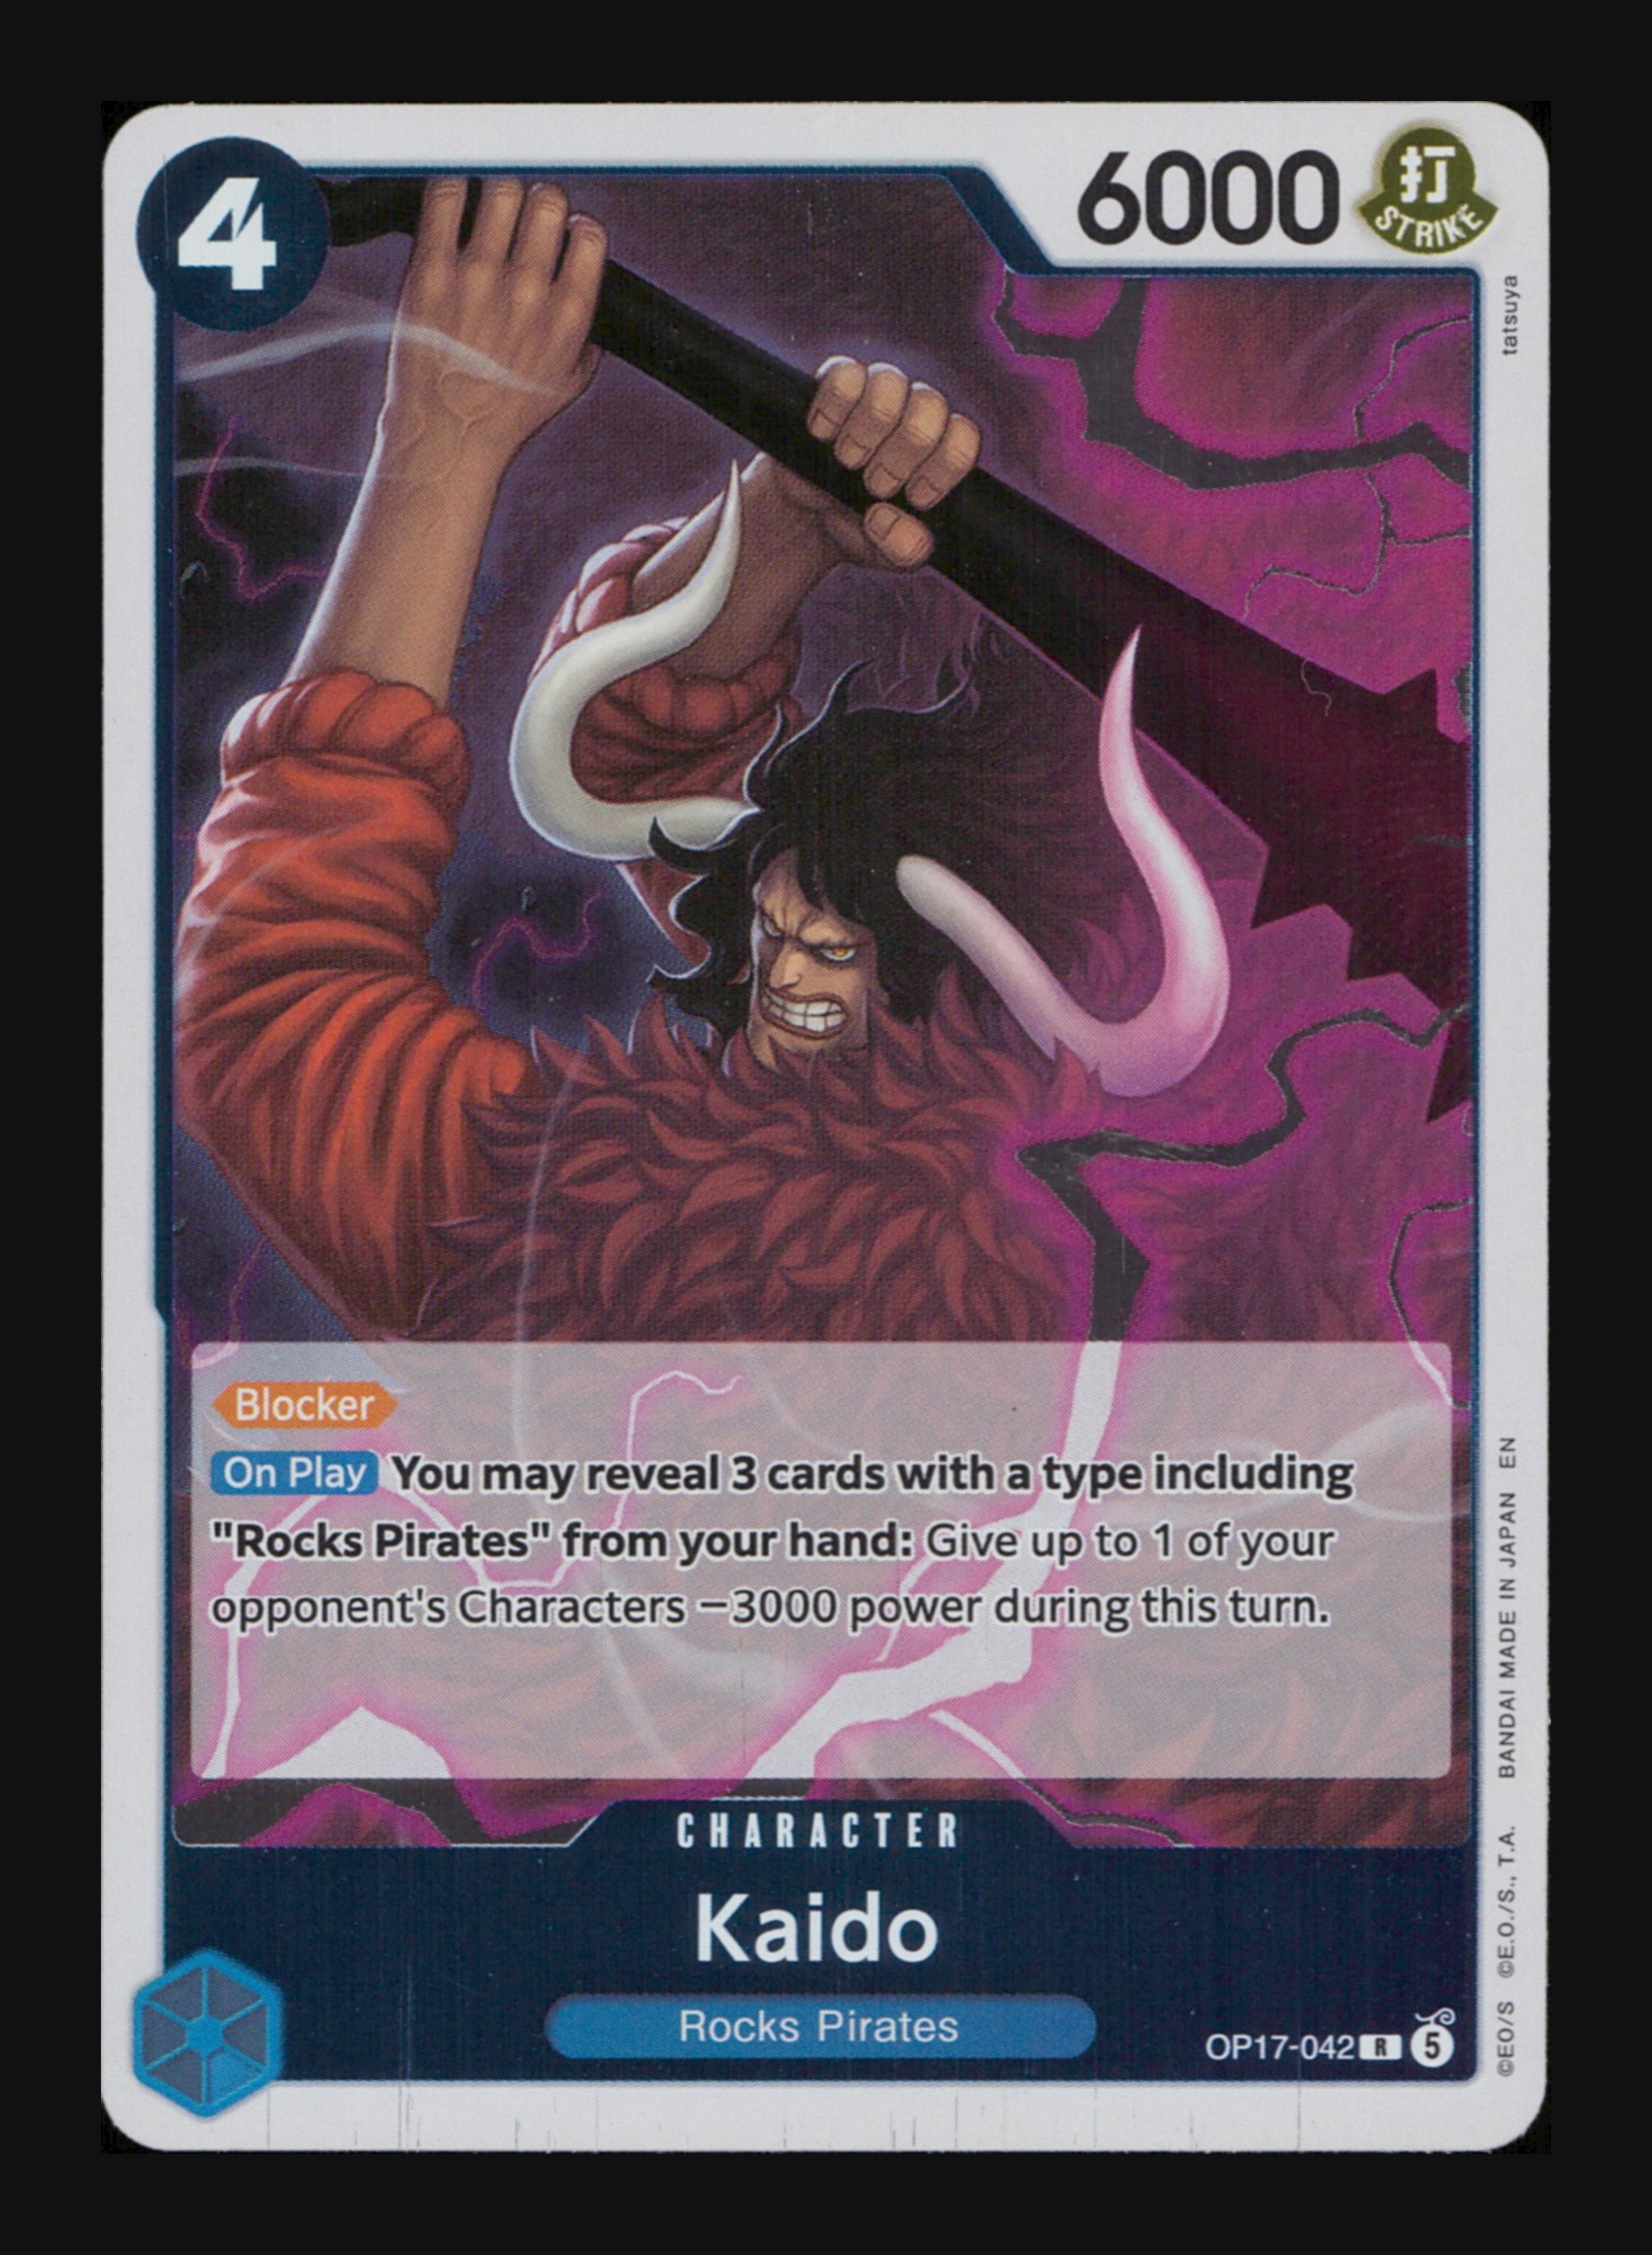 4
6000
打
STRIKE
tatsuya
Blocker
On Play You may reveal 3 cards with a type including
"Rocks Pirates" from your hand: Give up to 1 of your
opponent's Characters −3000 power during this turn.
CHARACTER
Kaido
Rocks Pirates
OP17-042 R 5
©EO/S ©E.O./S., T.A. BANDAI MADE IN JAPAN EN